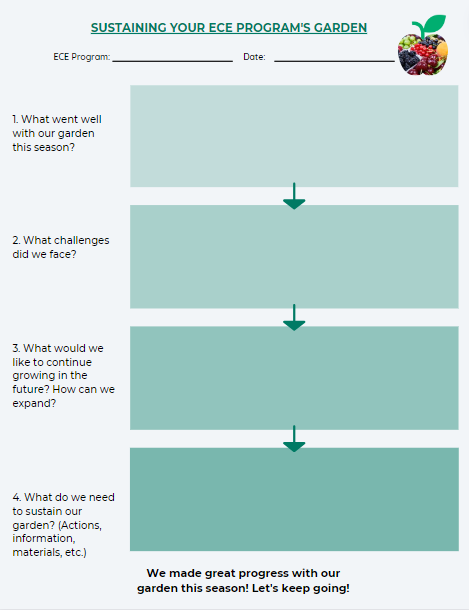 SUSTAINING YOUR ECE PROGRAM'S GARDEN
ECE Program: Date:
1. What went well
with our garden
this season?
2. What challenges
did we face?
3. What would we
like to continue
growing in the
future? How can we
expand?
4. What do we need
to sustain our
garden? (Actions,
information,
materials, etc.)
We made great progress with our
garden this season! Let's keep going!